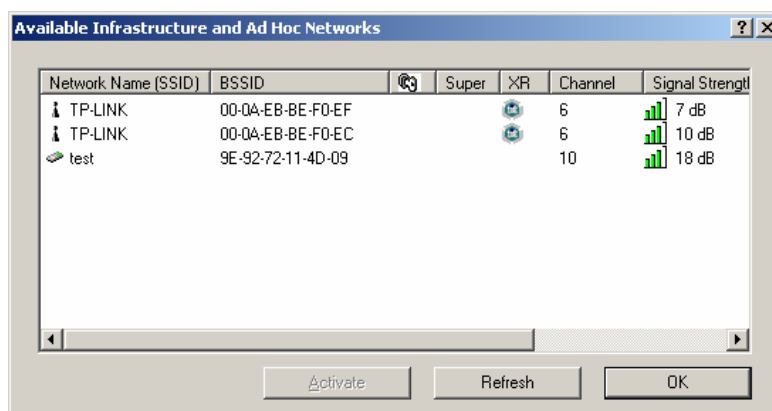 Available Infrastructure and Ad Hoc Networks
Network Name (SSID) BSSID Super XR Channel Signal Strengtl
TP-LINK 00-0A-EB-BE-F0-EF 6 7 dB
TP-LINK 00-0A-EB-BE-F0-EC 6 10 dB
test 9E-92-72-11-4D-09 10 18 dB
Activate Refresh OK